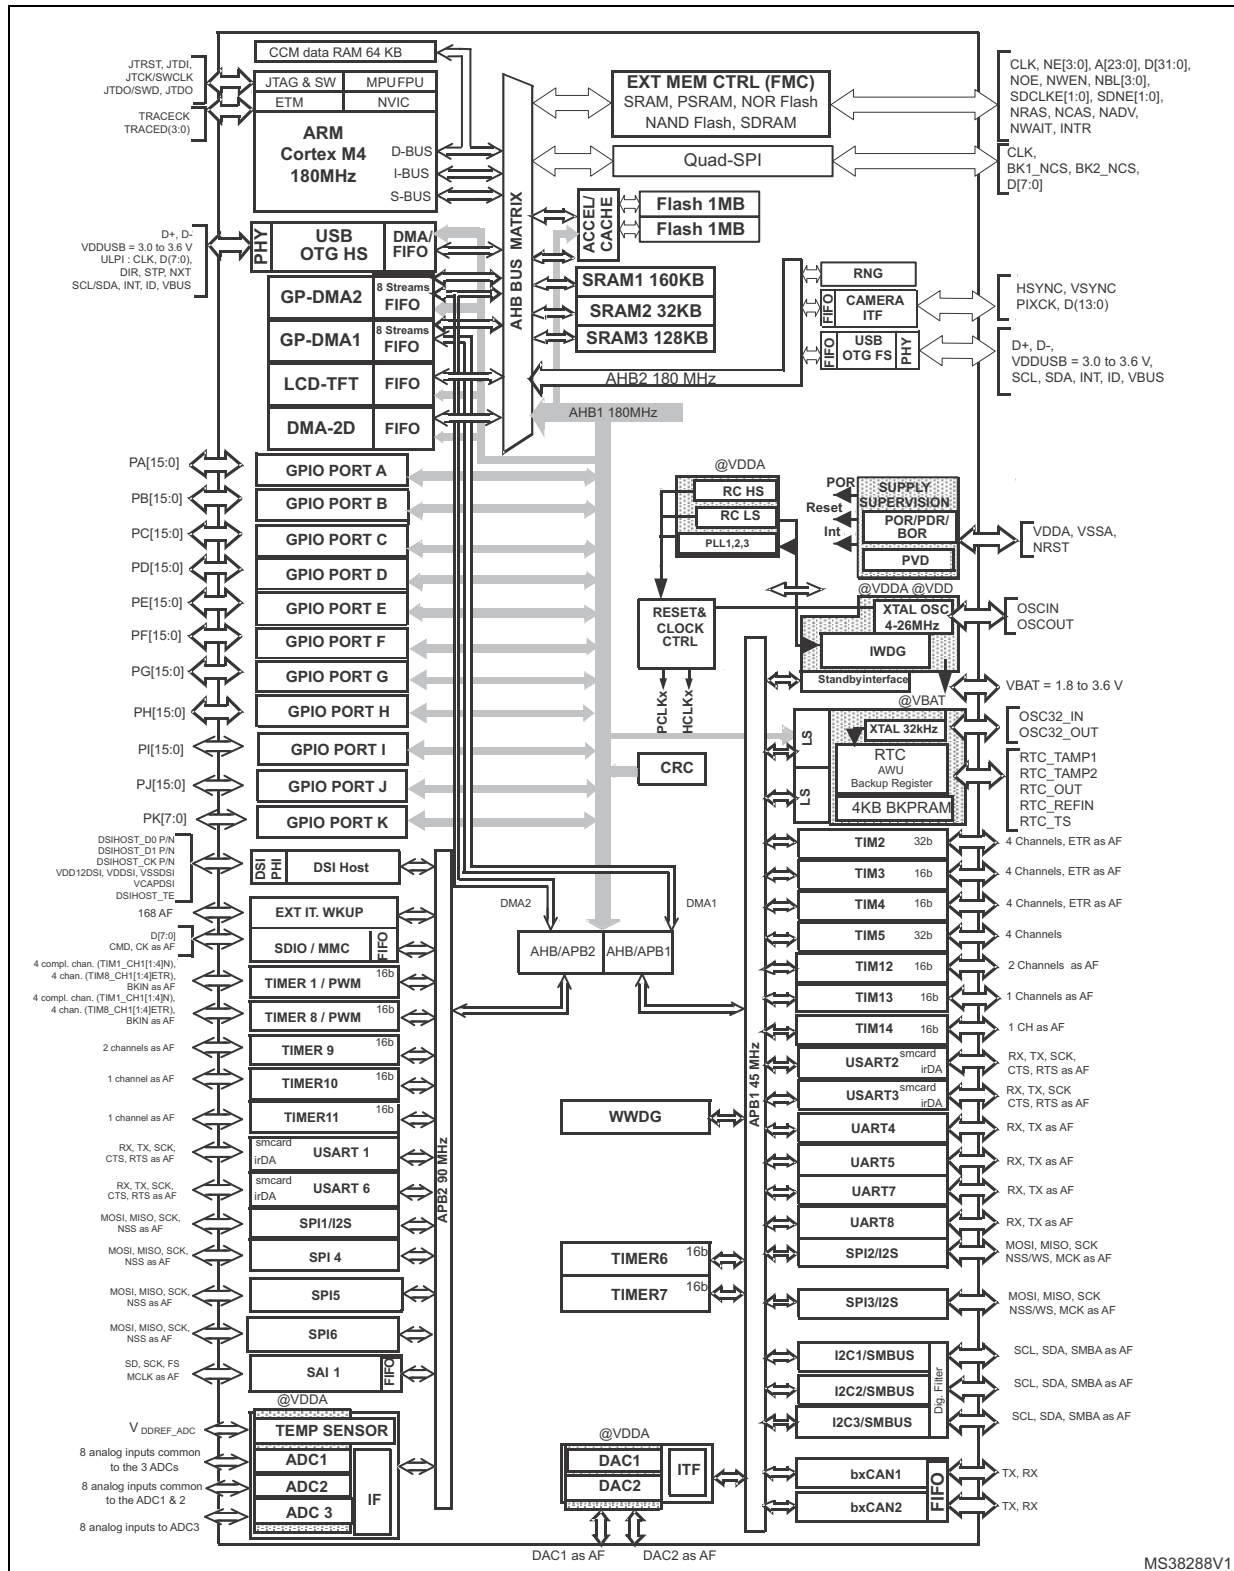 CCM data RAM 64 KB
JTRST, JTDI,
JTCK/SWCLK
JTDO/SWD, JTDO
TRACECK
TRACED(3:0)
JTAG & SW
MPU FPU
ETM
NVIC
ARM
Cortex M4
180MHz
D-BUS
I-BUS
S-BUS
AHB BUS MATRIX
EXT MEM CTRL (FMC)
SRAM, PSRAM, NOR Flash
NAND Flash, SDRAM
CLK, NE[3:0], A[23:0], D[31:0],
NOE, NWEN, NBL[3:0],
SDCLKE[1:0], SDNE[1:0],
NRAS, NCAS, NADV,
NWAIT, INTR
Quad-SPI
CLK,
BK1_NCS, BK2_NCS,
D[7:0]
ACCEL/
CACHE
Flash 1MB
Flash 1MB
SRAM1 160KB
SRAM2 32KB
SRAM3 128KB
D+, D-
VDDUSB = 3.0 to 3.6 V
ULPI : CLK, D(7:0),
DIR, STP, NXT
SCL/SDA, INT, ID, VBUS
PHY
USB
OTG HS
DMA/
FIFO
GP-DMA2
8 Streams
FIFO
GP-DMA1
8 Streams
FIFO
LCD-TFT
FIFO
DMA-2D
FIFO
RNG
FIFO
CAMERA
ITF
HSYNC, VSYNC
PIXCK, D(13:0)
FIFO
USB
OTG FS
PHY
D+, D-,
VDDUSB = 3.0 to 3.6 V,
SCL, SDA, INT, ID, VBUS
AHB2 180 MHz
AHB1 180MHz
PA[15:0]
GPIO PORT A
PB[15:0]
GPIO PORT B
PC[15:0]
GPIO PORT C
PD[15:0]
GPIO PORT D
PE[15:0]
GPIO PORT E
PF[15:0]
GPIO PORT F
PG[15:0]
GPIO PORT G
PH[15:0]
GPIO PORT H
PI[15:0]
GPIO PORT I
PJ[15:0]
GPIO PORT J
PK[7:0]
GPIO PORT K
@VDDA
RC HS
RC LS
PLL1,2,3
POR
Reset
Int
SUPPLY
SUPERVISION
POR/PDR/
BOR
PVD
VDDA, VSSA,
NRST
@VDDA @VDD
RESET&
CLOCK
CTRL
PCLKx
HCLKx
XTAL OSC
4-26MHz
IWDG
OSCIN
OSCOUT
Standbyinterface
VBAT = 1.8 to 3.6 V
@VBAT
LS
LS
XTAL 32kHz
RTC
AWU
Backup Register
4KB BKPRAM
OSC32_IN
OSC32_OUT
RTC_TAMP1
RTC_TAMP2
RTC_OUT
RTC_REFIN
RTC_TS
CRC
DSIHOST_D0 P/N
DSIHOST_D1 P/N
DSIHOST_CK P/N
VDD12DSI, VDDSI, VSSDSI
VCAPDSI
DSIHOST_TE
DSI
PHI
DSI Host
168 AF
EXT IT. WKUP
D[7:0]
CMD, CK as AF
SDIO / MMC
FIFO
4 compl. chan. (TIM1_CH1[1:4]N),
4 chan. (TIM8_CH1[1:4]ETR),
BKIN as AF
TIMER 1 / PWM
16b
4 compl. chan. (TIM1_CH1[1:4]N),
4 chan. (TIM8_CH1[1:4]ETR),
BKIN as AF
TIMER 8 / PWM
16b
2 channels as AF
TIMER 9
16b
1 channel as AF
TIMER10
16b
1 channel as AF
TIMER11
16b
RX, TX, SCK,
CTS, RTS as AF
smcard
irDA
USART 1
RX, TX, SCK,
CTS, RTS as AF
smcard
irDA
USART 6
MOSI, MISO, SCK,
NSS as AF
SPI1/I2S
MOSI, MISO, SCK,
NSS as AF
SPI 4
MOSI, MISO, SCK,
NSS as AF
SPI5
MOSI, MISO, SCK,
NSS as AF
SPI6
SD, SCK, FS
MCLK as AF
SAI 1
FIFO
@VDDA
V DDREF_ADC
TEMP SENSOR
8 analog inputs common
to the 3 ADCs
ADC1
8 analog inputs common
to the ADC1 & 2
ADC2
8 analog inputs to ADC3
ADC 3
IF
APB2 90 MHz
DMA2
DMA1
AHB/APB2
AHB/APB1
APB1 45 MHz
WWDG
TIMER6
16b
TIMER7
16b
@VDDA
DAC1
DAC2
ITF
DAC1 as AF
DAC2 as AF
TIM2
32b
4 Channels, ETR as AF
TIM3
16b
4 Channels, ETR as AF
TIM4
16b
4 Channels, ETR as AF
TIM5
32b
4 Channels
TIM12
16b
2 Channels as AF
TIM13
16b
1 Channels as AF
TIM14
16b
1 CH as AF
USART2
smcard
irDA
RX, TX, SCK,
CTS, RTS as AF
USART3
smcard
irDA
RX, TX, SCK
CTS, RTS as AF
UART4
RX, TX as AF
UART5
RX, TX as AF
UART7
RX, TX as AF
UART8
RX, TX as AF
SPI2/I2S
MOSI, MISO, SCK
NSS/WS, MCK as AF
SPI3/I2S
MOSI, MISO, SCK
NSS/WS, MCK as AF
I2C1/SMBUS
SCL, SDA, SMBA as AF
I2C2/SMBUS
SCL, SDA, SMBA as AF
I2C3/SMBUS
SCL, SDA, SMBA as AF
Dig. Filter
bxCAN1
TX, RX
bxCAN2
TX, RX
FIFO
MS38288V1